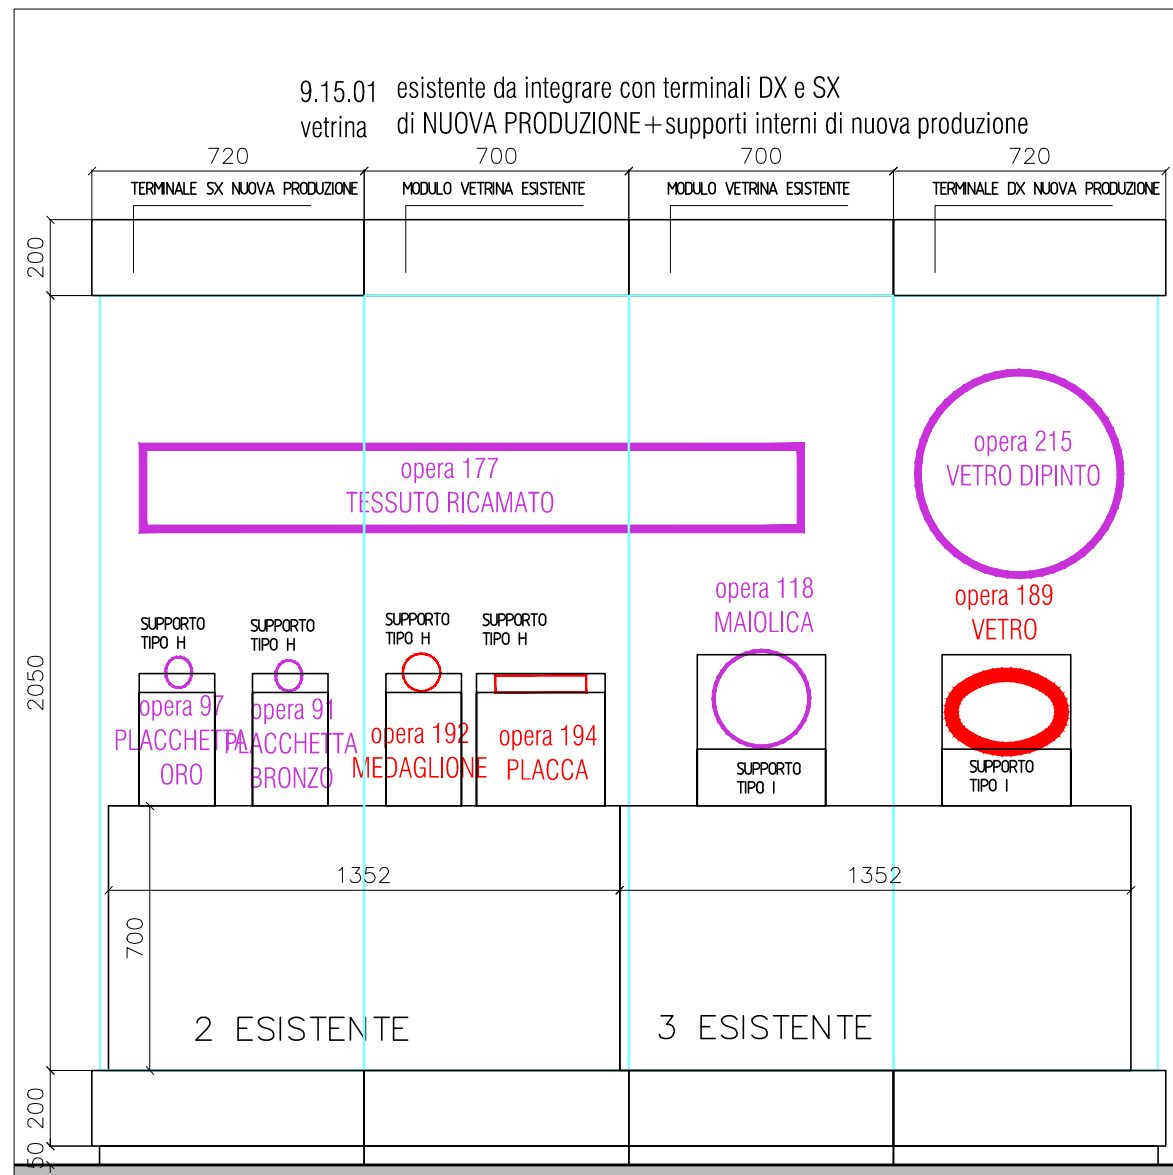 9.15.01 esistente da integrare con terminali DX e SX
vetrina di NUOVA PRODUZIONE+supporti interni di nuova produzione
720 700 700 720
TERMINALE SX NUOVA PRODUZIONE MODULO VETRINA ESISTENTE MODULO VETRINA ESISTENTE TERMINALE DX NUOVA PRODUZIONE
200
opera 177
TESSUTO RICAMATO
opera 215
VETRO DIPINTO
opera 118
MAIOLICA
opera 189
VETRO
SUPPORTO
TIPO H
SUPPORTO
TIPO H
SUPPORTO
TIPO H
SUPPORTO
TIPO H
2050
opera 97
PLACCHETTA
ORO
opera 91
PLACCHETTA
BRONZO
opera 192
MEDAGLIONE
opera 194
PLACCA
SUPPORTO
TIPO I
SUPPORTO
TIPO I
1352 1352
700
2 ESISTENTE 3 ESISTENTE
200
50